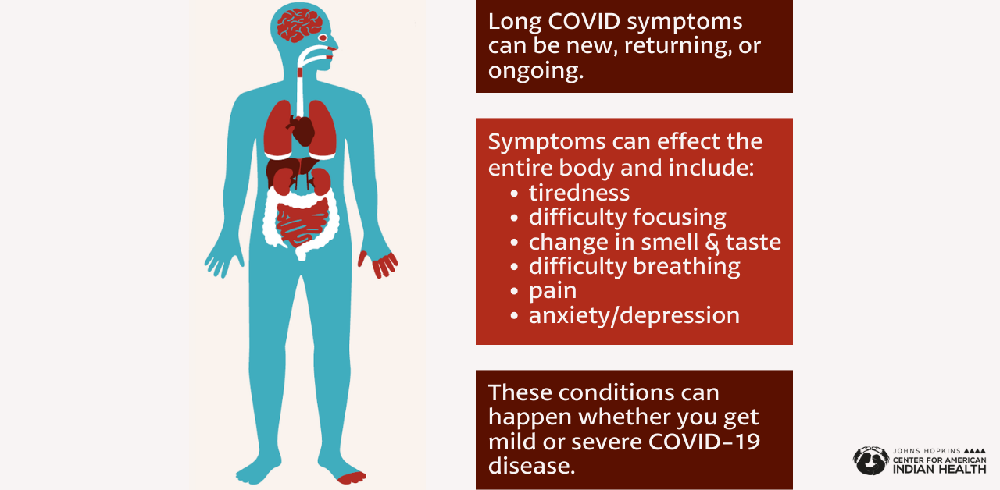 Long COVID symptoms
can be new, returning, or
ongoing.
Symptoms can effect the
entire body and include:
• tiredness
• difficulty focusing
• change in smell & taste
• difficulty breathing
• pain
• anxiety/depression
These conditions can
happen whether you get
mild or severe COVID-19
disease.
JOHNS HOPKINS
CENTER FOR AMERICAN
INDIAN HEALTH